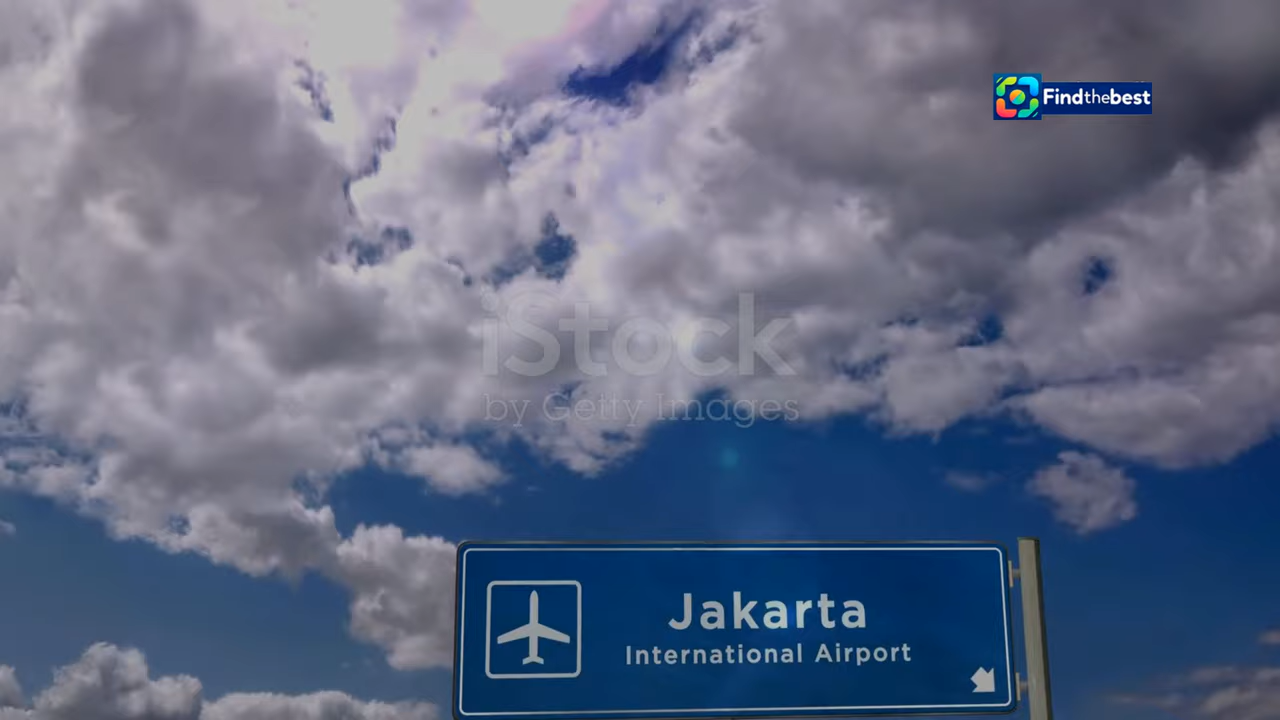 Findthebest
iStock
by Getty Images
Jakarta
International Airport